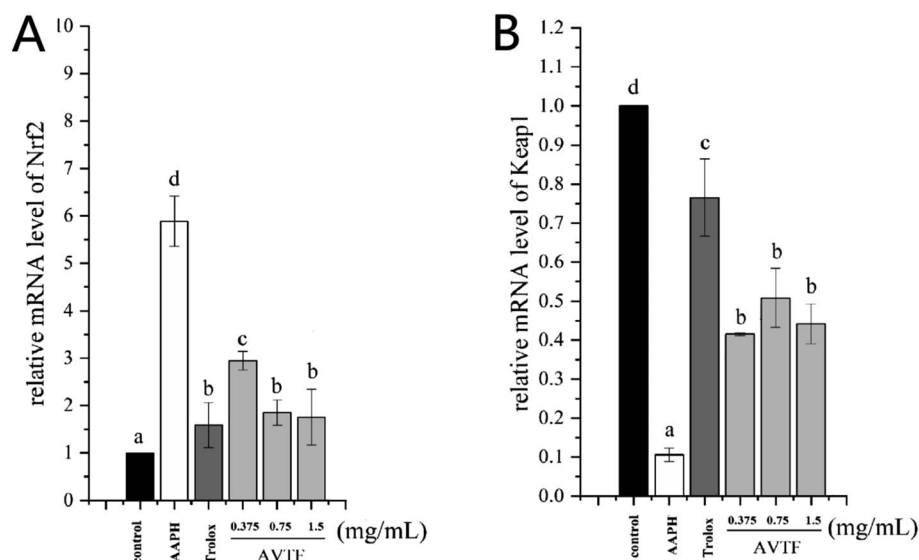 A
relative mRNA level of Nrf2
10
9
8
7
6
5
4
3
2
1
0
a
d
b
c
b
b
control
AAPH
Trolox
0.375 0.75 1.5 (mg/mL)
AVTF
B
relative mRNA level of Keap1
1.2
1.1
1.0
0.9
0.8
0.7
0.6
0.5
0.4
0.3
0.2
0.1
0.0
d
a
c
b
b
b
control
AAPH
Trolox
0.375 0.75 1.5 (mg/mL)
AVTF